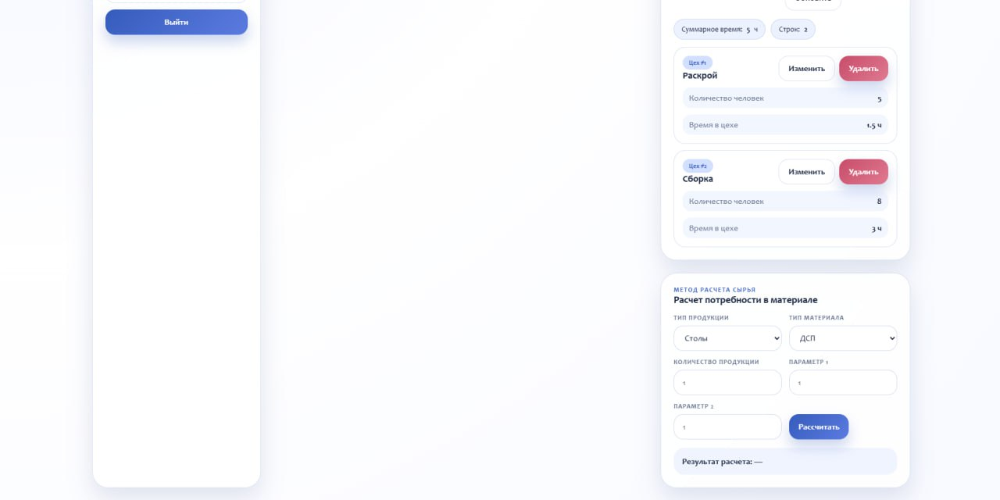 Выйти
Суммарное время: 5 ч
Строк: 2
Цех #1
Раскрой
Изменить
Удалить
Количество человек 5
Время в цехе 1.5 ч
Цех #2
Сборка
Изменить
Удалить
Количество человек 8
Время в цехе 3 ч
МЕТОД РАСЧЕТА СЫРЬЯ
Расчет потребности в материале
ТИП ПРОДУКЦИИ
ТИП МАТЕРИАЛА
Столы
ДСП
КОЛИЧЕСТВО ПРОДУКЦИИ
ПАРАМЕТР 1
1
1
ПАРАМЕТР 2
1
Рассчитать
Результат расчета: —